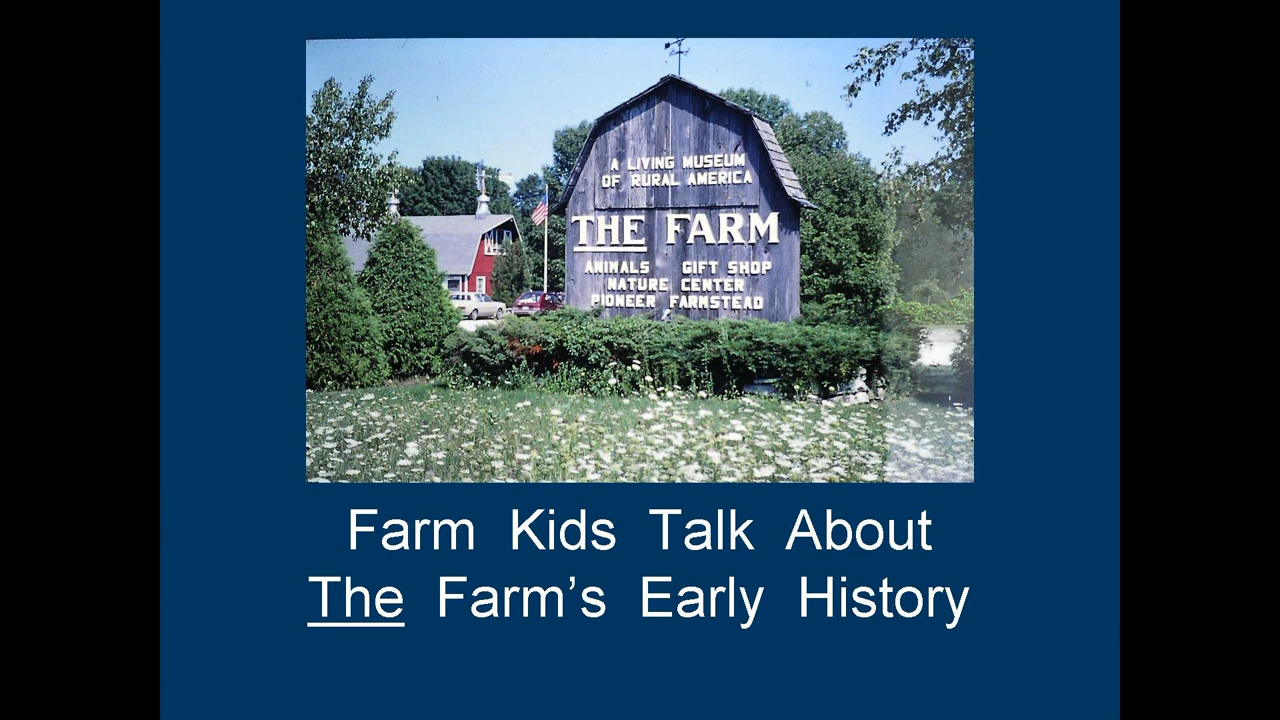 A LIVING MUSEUM
OF RURAL AMERICA
THE FARM
ANIMALS GIFT SHOP
NATURE CENTER
PIONEER FARMSTEAD
Farm Kids Talk About
The Farm’s Early History